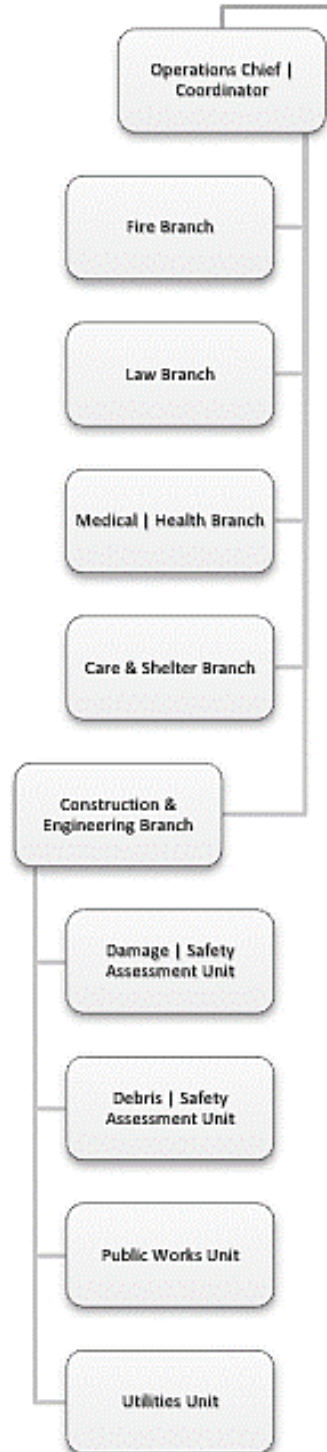 Operations Chief |
Coordinator
Fire Branch
Law Branch
Medical | Health Branch
Care & Shelter Branch
Construction &
Engineering Branch
Damage | Safety
Assessment Unit
Debris | Safety
Assessment Unit
Public Works Unit
Utilities Unit